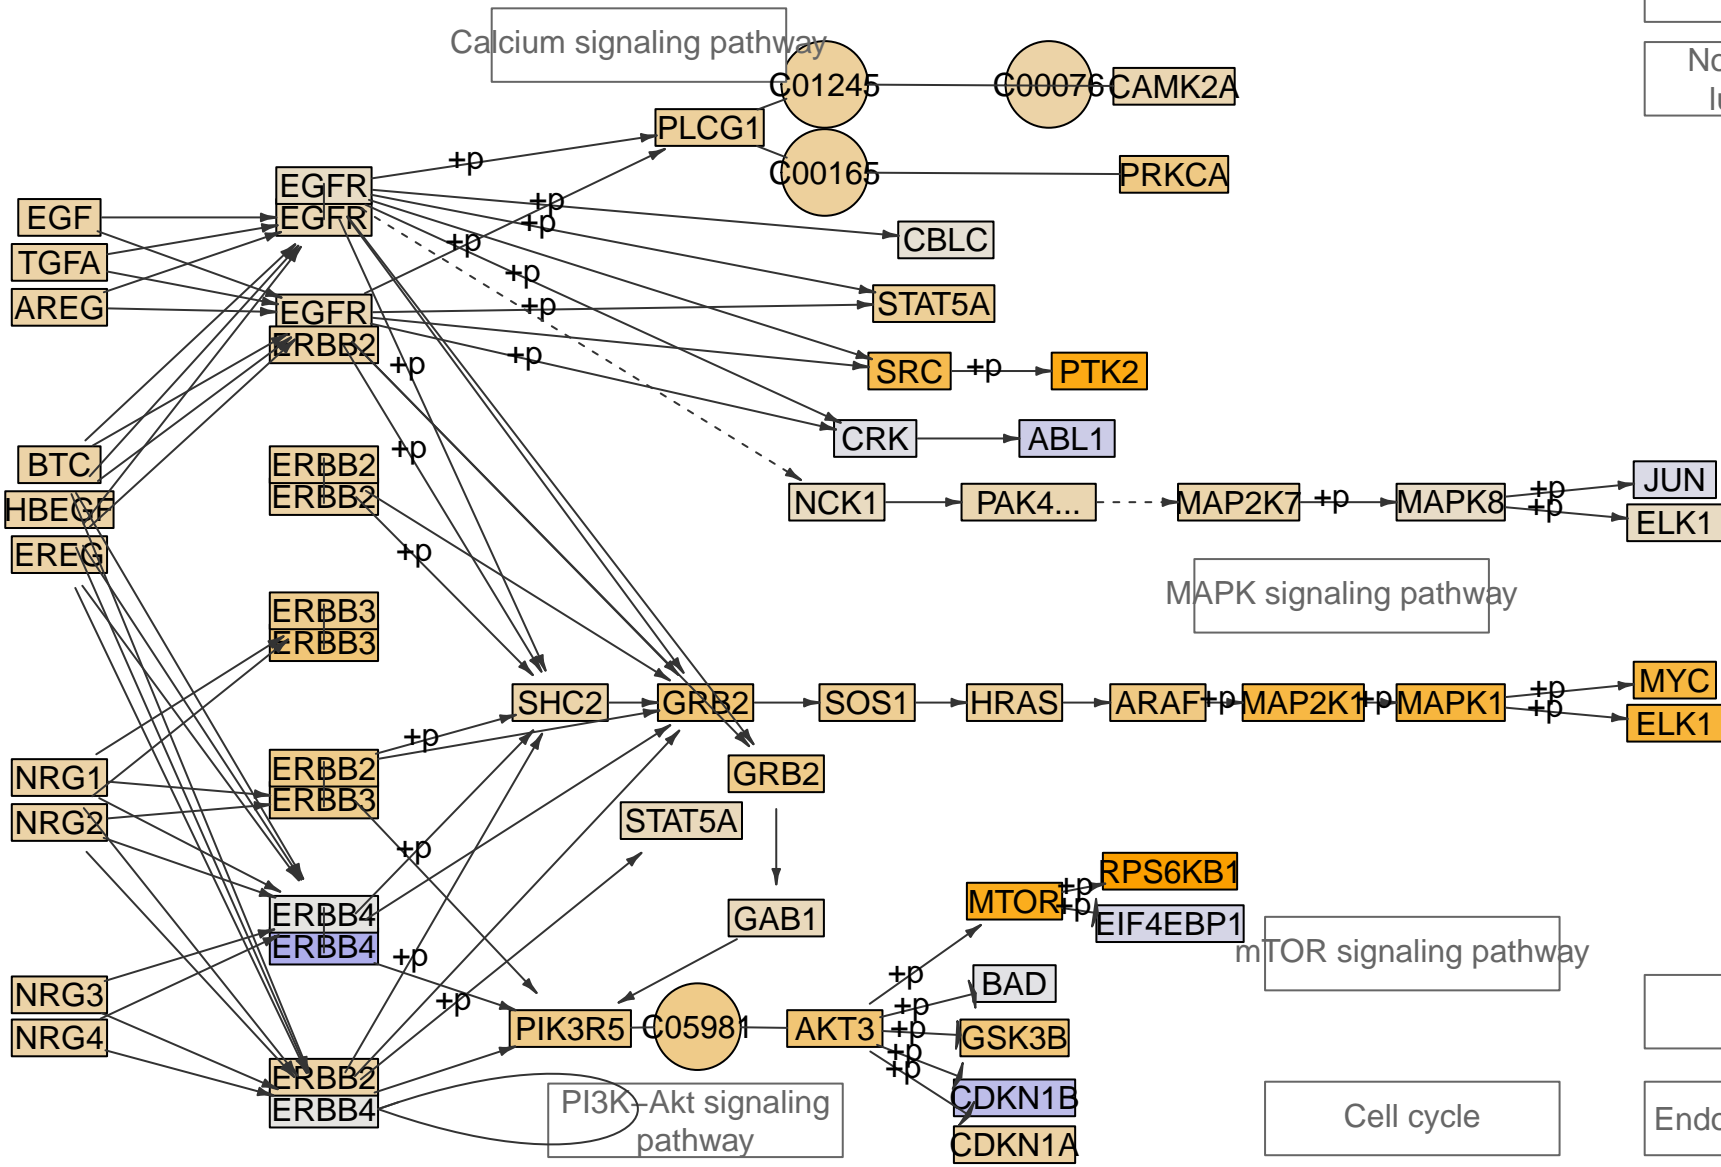 Calcium signaling pathway
No
lu
C01245
C00076
CAMK2A
PLCG1
+p
C00165
PRKCA
EGFR
EGFR
+p
+p
+p
EGF
TGFA
AREG
CBLC
+p
STAT5A
EGFR
ERBB2
+p
+p
+p
SRC
+p
PTK2
CRK
ABL1
BTC
HBEGF
EREG
ERBB2
ERBB2
+p
+p
NCK1
PAK4...
MAP2K7
+p
MAPK8
+p
+p
JUN
ELK1
MAPK signaling pathway
ERBB3
ERBB3
SHC2
GRB2
SOS1
HRAS
ARAF
+p
MAP2K1
+p
MAPK1
+p
+p
MYC
ELK1
+p
NRG1
NRG2
ERBB2
ERBB3
GRB2
STAT5A
+p
ERBB4
ERBB4
+p
+p
GAB1
MTOR
+p
+p
RPS6KB1
EIF4EBP1
mTOR signaling pathway
NRG3
NRG4
PIK3R5
C05981
AKT3
+p
+p
+p
+p
+p
BAD
GSK3B
CDKN1B
CDKN1A
ERBB2
ERBB4
PI3K–Akt signaling
pathway
Cell cycle
Endo